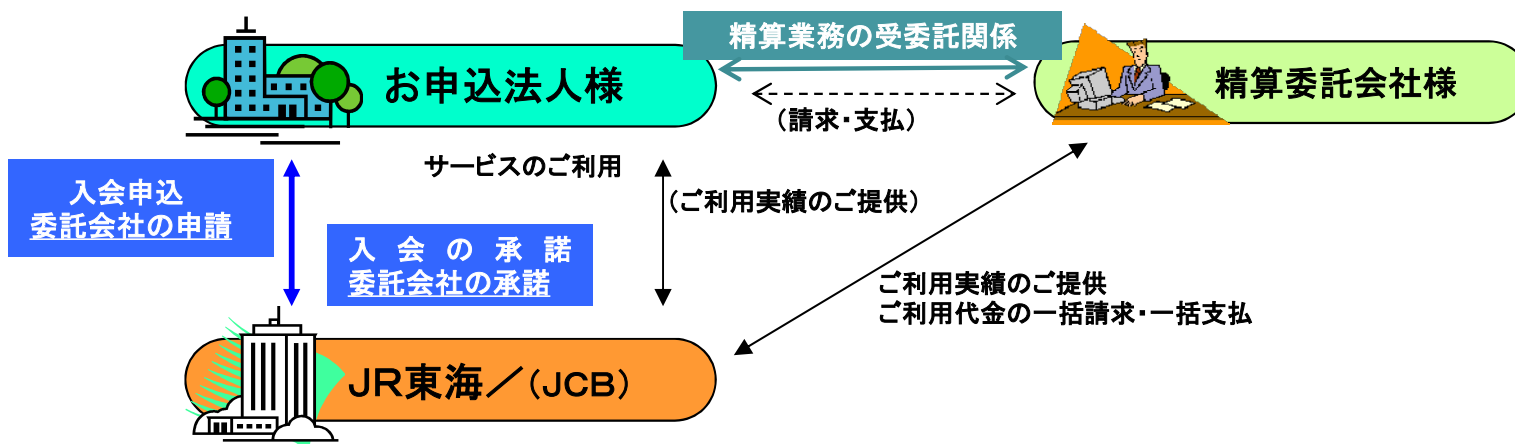 精算業務の受委託関係
お申込法人様
精算委託会社様
(請求・支払)
サービスのご利用
入会申込
委託会社の申請
(ご利用実績のご提供)
入会の承諾
委託会社の承諾
ご利用実績のご提供
ご利用代金の一括請求・一括支払
JR東海/(JCB)